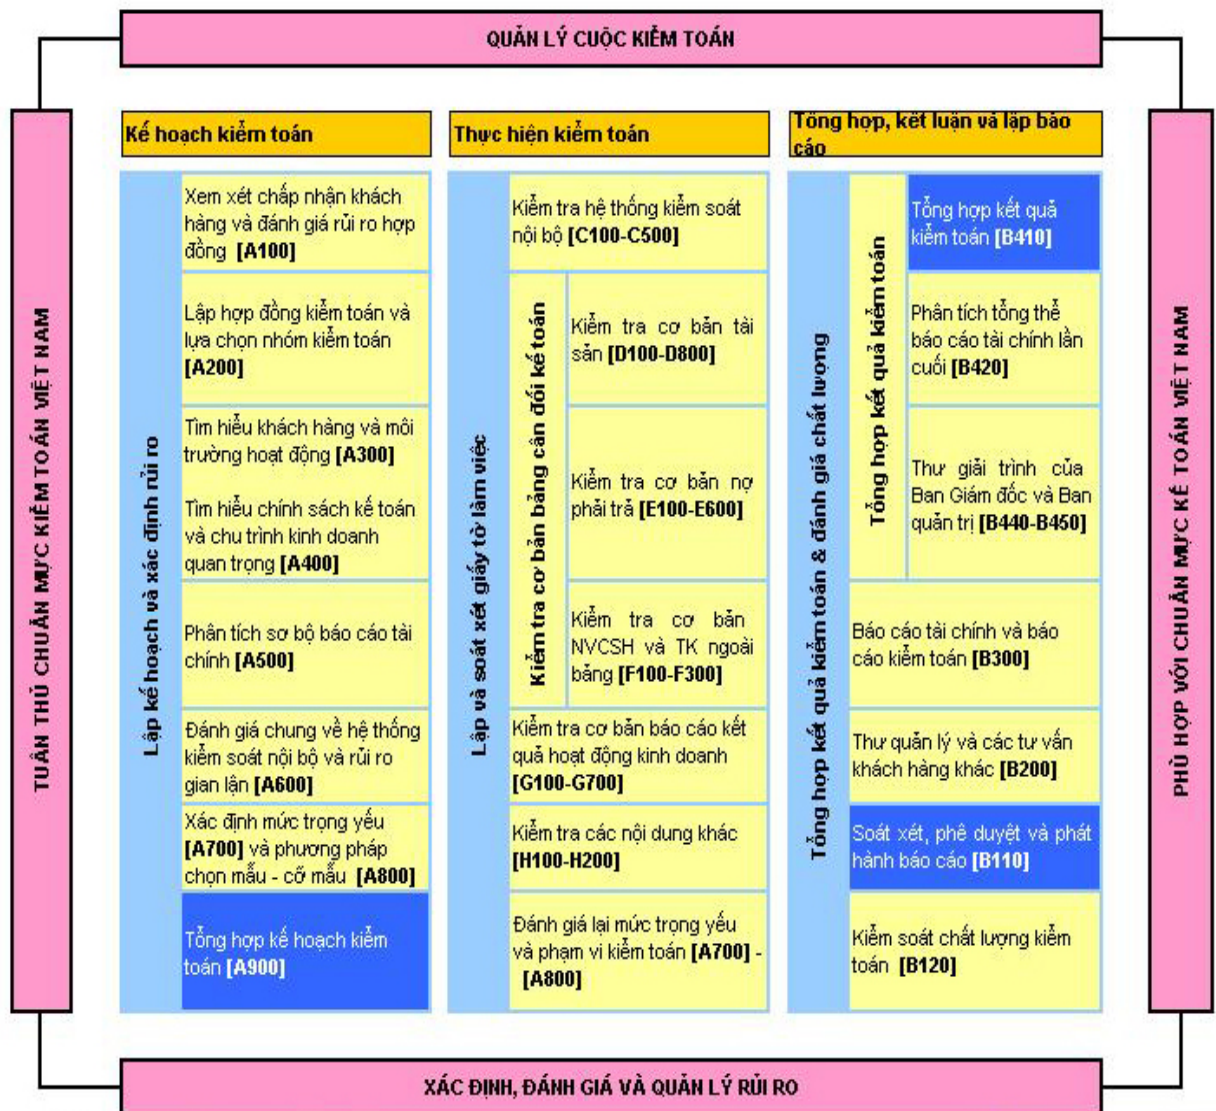 QUẢN LÝ CUỘC KIỂM TOÁN
TUÂN THỦ CHUẨN MỰC KIỂM TOÁN VIỆT NAM
Kế hoạch kiểm toán
Lập kế hoạch và xác định rủi ro
Xem xét chấp nhận khách
hàng và đánh giá rủi ro hợp
đồng [A100]
Lập hợp đồng kiểm toán và
lựa chọn nhóm kiểm toán
[A200]
Tìm hiểu khách hàng và môi
trường hoạt động [A300]
Tìm hiểu chính sách kế toán
và chu trình kinh doanh
quan trọng [A400]
Phân tích sơ bộ báo cáo tài
chính [A500]
Đánh giá chung về hệ thống
kiểm soát nội bộ và rủi ro
gian lận [A600]
Xác định mức trọng yếu
[A700] và phương pháp
chọn mẫu - cỡ mẫu [A800]
Tổng hợp kế hoạch kiểm
toán [A900]
Thực hiện kiểm toán
Lập và soát xét giấy tờ làm việc
Kiểm tra hệ thống kiểm soát
nội bộ [C100-C500]
Kiểm tra cơ bản bảng cân đối kế toán
Kiểm tra cơ bản tài
sản [D100-D800]
Kiểm tra cơ bản nợ
phải trả [E100-E600]
Kiểm tra cơ bản
NVCSH và TK ngoài
bảng [F100-F300]
Kiểm tra cơ bản báo cáo kết
quả hoạt động kinh doanh
[G100-G700]
Kiểm tra các nội dung khác
[H100-H200]
Đánh giá lại mức trọng yếu
và phạm vi kiểm toán [A700] -
[A800]
Tổng hợp, kết luận và lập báo
cáo
Tổng hợp kết quả kiểm toán & đánh giá chất lượng
Tổng hợp kết quả kiểm toán
Tổng hợp kết quả
kiểm toán [B410]
Phân tích tổng thể
báo cáo tài chính lần
cuối [B420]
Thư giải trình của
Ban Giám đốc và Ban
quản trị [B440-B450]
Báo cáo tài chính và báo
cáo kiểm toán [B300]
Thư quản lý và các tư vấn
khách hàng khác [B200]
Soát xét, phê duyệt và phát
hành báo cáo [B110]
Kiểm soát chất lượng kiểm
toán [B120]
PHÙ HỢP VỚI CHUẨN MỰC KẾ TOÁN VIỆT NAM
XÁC ĐỊNH, ĐÁNH GIÁ VÀ QUẢN LÝ RỦI RO